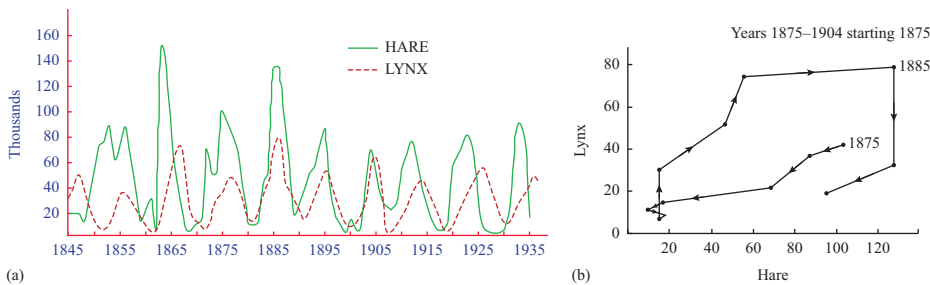 160
140
120
100
80
60
40
20
Thousands
HARE
LYNX
1845 1855 1865 1875 1885 1895 1905 1915 1925 1935
(a)
Years 1875–1904 starting 1875
80
60
40
20
0
Lynx
1885
1875
20 40 60 80 100 120
Hare
(b)